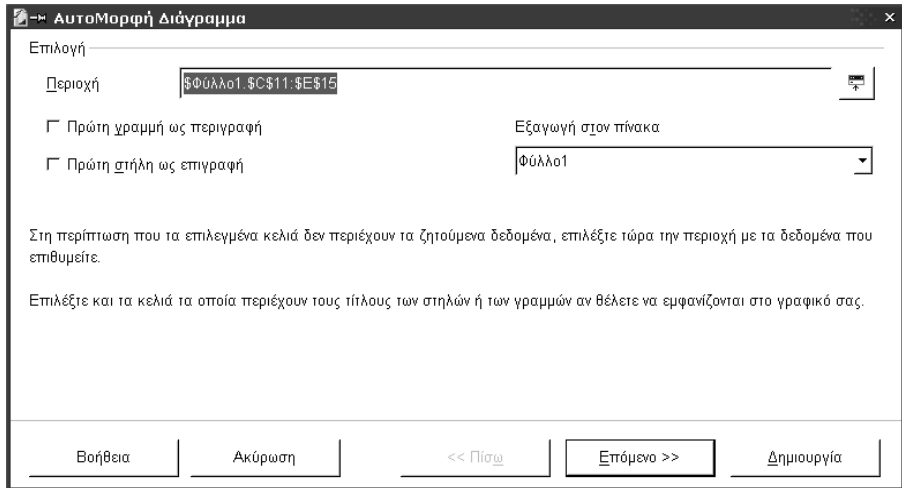 ΑυτοΜορφή Διάγραμμα
Επιλογή
Περιοχή $Φύλλο1.$C$11:$E$15
Πρώτη γραμμή ως περιγραφή Εξαγωγή στον πίνακα
Πρώτη στήλη ως επιγραφή Φύλλο1
Στη περίπτωση που τα επιλεγμένα κελιά δεν περιέχουν τα ζητούμενα δεδομένα, επιλέξτε τώρα την περιοχή με τα δεδομένα που
επιθυμείτε.
Επιλέξτε και τα κελιά τα οποία περιέχουν τους τίτλους των στηλών ή των γραμμών αν θέλετε να εμφανίζονται στο γραφικό σας.
Βοήθεια Ακύρωση << Πίσω Επόμενο >> Δημιουργία